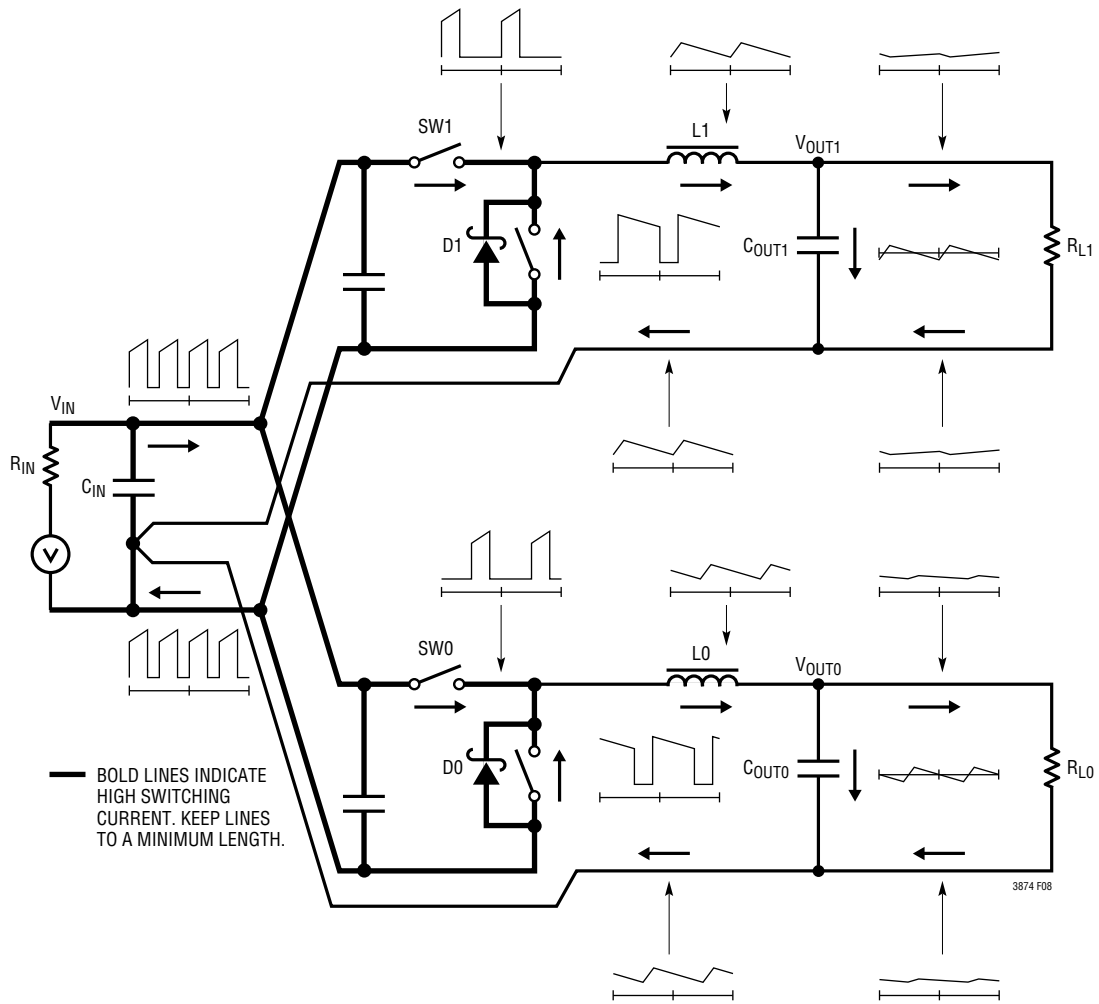 SW1
L1
VOUT1
D1
COUT1
RL1
VIN
RIN
CIN
V
SW0
L0
VOUT0
D0
COUT0
RL0
BOLD LINES INDICATE
HIGH SWITCHING
CURRENT. KEEP LINES
TO A MINIMUM LENGTH.
3874 F08